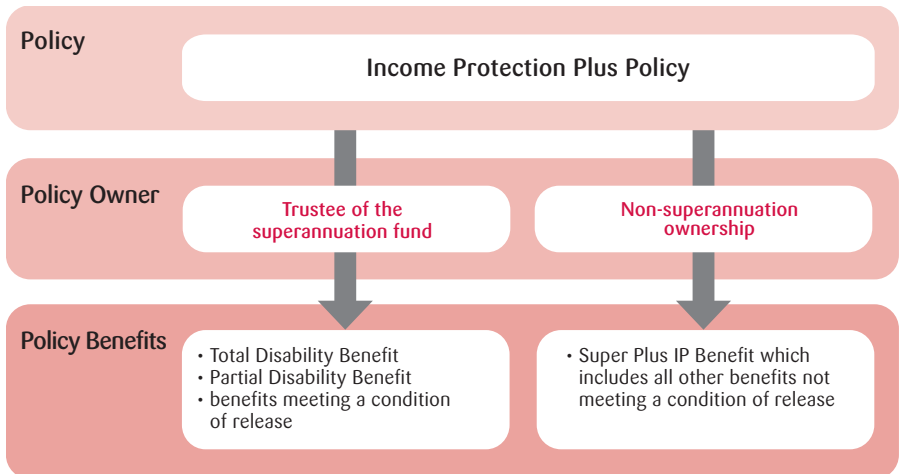 Policy
Income Protection Plus Policy
Policy Owner
Trustee of the
superannuation fund
Non-superannuation
ownership
Policy Benefits
• Total Disability Benefit
• Partial Disability Benefit
• benefits meeting a condition
of release
• Super Plus IP Benefit which
includes all other benefits not
meeting a condition of release